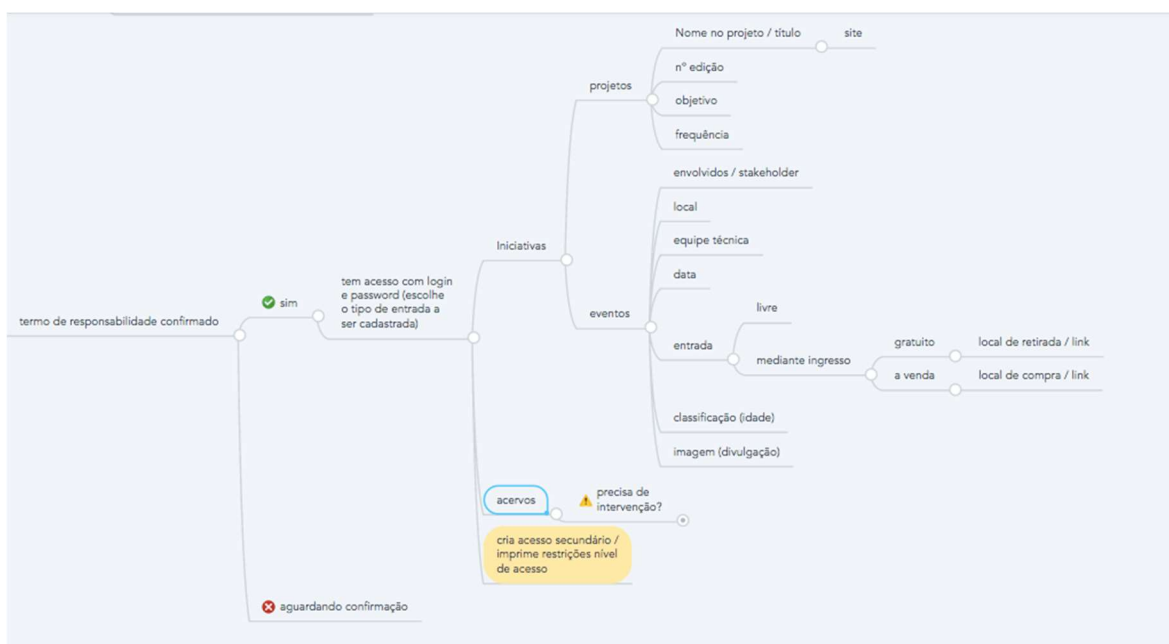 Nome no projeto / título
site
nº edição
projetos
objetivo
frequência
envolvidos / stakeholder
local
equipe técnica
Iniciativas
data
tem acesso com login
e password (escolhe
o tipo de entrada a
ser cadastrada)
sim
termo de responsabilidade confirmado
eventos
livre
entrada
mediante ingresso
gratuito
local de retirada / link
a venda
local de compra / link
classificação (idade)
imagem (divulgação)
acervos
precisa de
intervenção?
cria acesso secundário /
imprime restrições nível
de acesso
aguardando confirmação